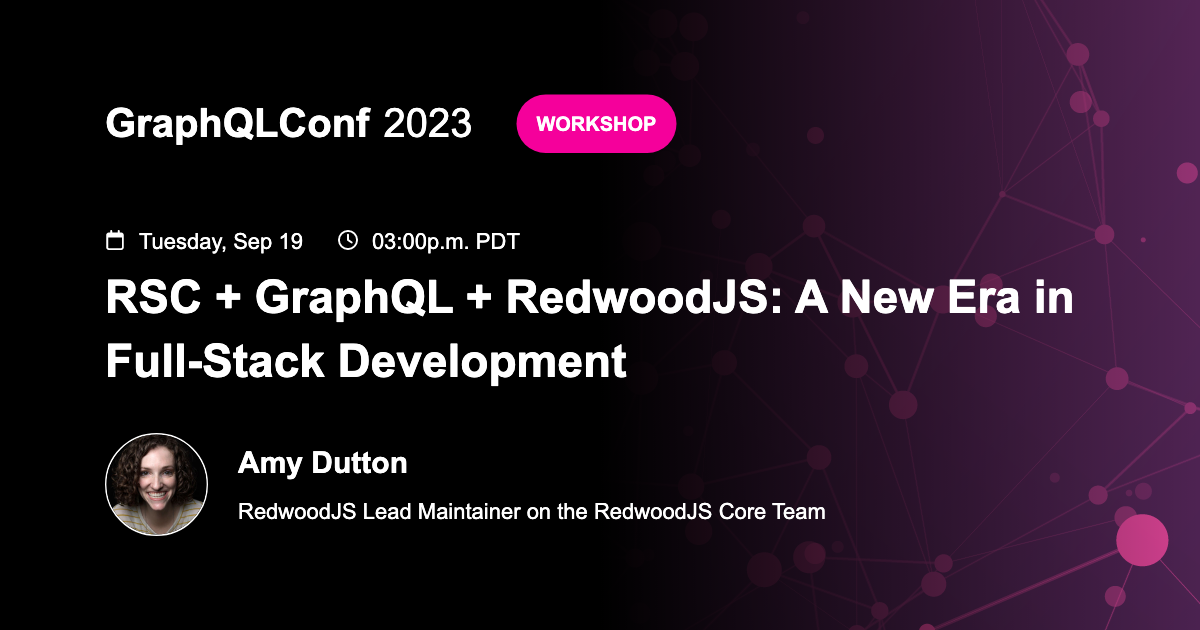 GraphQLConf 2023
WORKSHOP
Tuesday, Sep 19
03:00p.m. PDT
RSC + GraphQL + RedwoodJS: A New Era in
Full-Stack Development
Amy Dutton
RedwoodJS Lead Maintainer on the RedwoodJS Core Team